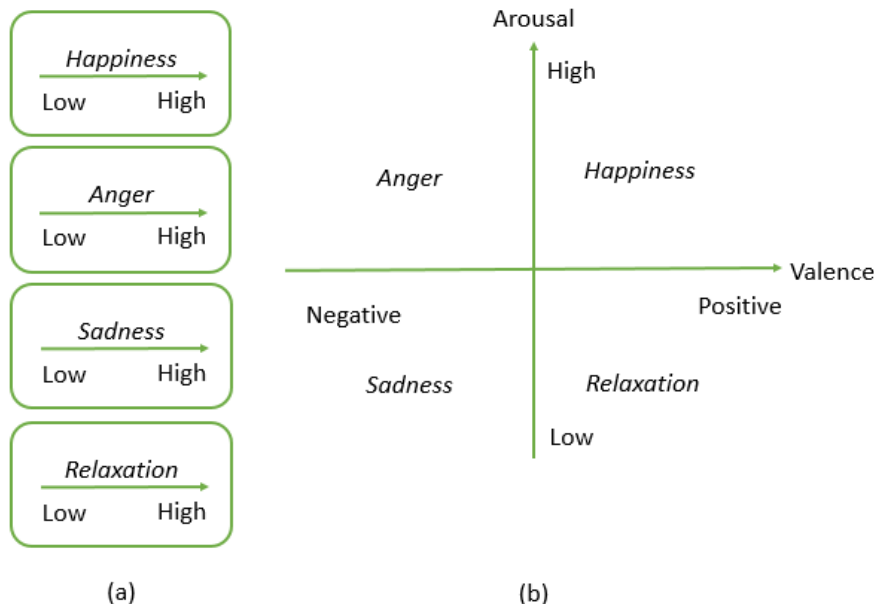 Happiness
Low High
Anger
Low High
Sadness
Low High
Relaxation
Low High
(a)
Arousal
High
Anger Happiness
Valence
Negative Positive
Sadness Relaxation
Low
(b)